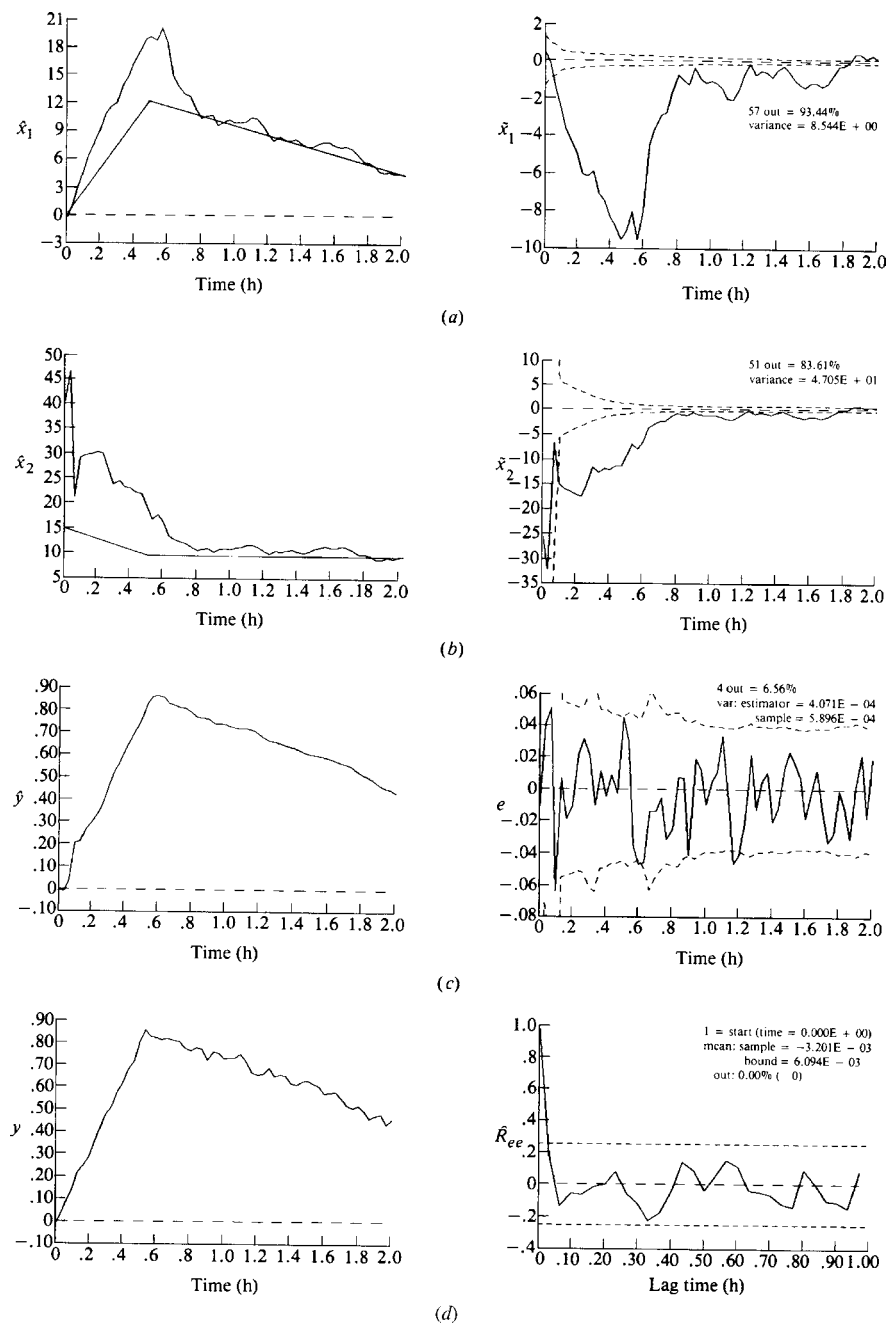 21
18
15
12
9
6
3
0
−3
x̂1
0 .2 .4 .6 .8 1.0 1.2 1.4 1.6 1.8 2.0
Time (h)
2
0
−2
−4
−6
−8
−10
x̃1
57 out = 93.44%
variance = 8.544E + 00
0 .2 .4 .6 .8 1.0 1.2 1.4 1.6 1.8 2.0
Time (h)
(a)
50
45
40
35
30
25
20
15
10
5
x̂2
0 .2 .4 .6 .8 1.0 1.2 1.4 1.6 1.8 2.0
Time (h)
10
5
0
−5
−10
−15
−20
−25
−30
−35
x̃2
51 out = 83.61%
variance = 4.705E + 01
0 .2 .4 .6 .8 1.0 1.2 1.4 1.6 1.8 2.0
Time (h)
(b)
.90
.80
.60
.40
.20
0
−.10
ŷ
0 .2 .4 .6 .8 1.0 1.2 1.4 1.6 1.8 2.0
Time (h)
.06
.04
.02
0
−.02
−.04
−.06
−.08
e
4 out = 6.56%
var: estimator = 4.071E − 04
sample = 5.896E − 04
0 .2 .4 .6 .8 1.0 1.2 1.4 1.6 1.8 2.0
Time (h)
(c)
.90
.80
.60
.40
.20
0
−.10
y
0 .2 .4 .6 .8 1.0 1.2 1.4 1.6 1.8 2.0
Time (h)
1.0
.8
.6
.4
.2
0
−.2
−.4
R̂ee
1 = start (time = 0.000E + 00)
mean: sample = −3.201E − 03
bound = 6.094E − 03
out: 0.00% ( 0)
0 .10 .20 .30 .40 .50 .60 .70 .80 .90 1.00
Lag time (h)
(d)